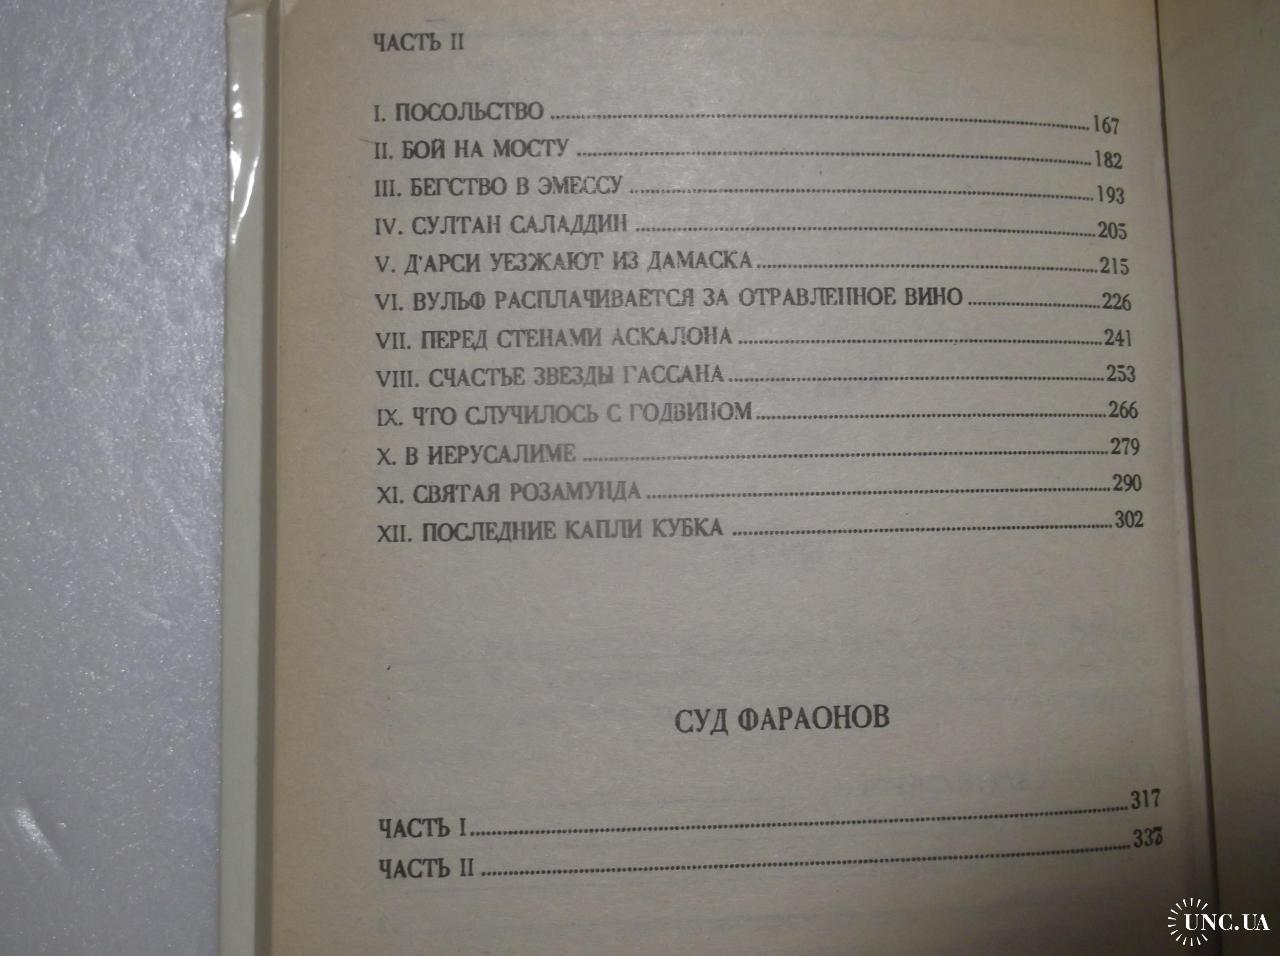 ЧАСТЬ II
I. ПОСОЛЬСТВО ... 167
II. БОЙ НА МОСТУ ... 182
III. БЕГСТВО В ЭМЕССУ ... 193
IV. СУЛТАН САЛАДДИН ... 205
V. Д'АРСИ УЕЗЖАЮТ ИЗ ДАМАСКА ... 215
VI. ВУЛЬФ РАСПЛАЧИВАЕТСЯ ЗА ОТРАВЛЕННОЕ ВИНО ... 226
VII. ПЕРЕД СТЕНАМИ АСКАЛОНА ... 241
VIII. СЧАСТЬЕ ЗВЕЗДЫ ГАССАНА ... 253
IX. ЧТО СЛУЧИЛОСЬ С ГОДВИНОМ ... 266
X. В ИЕРУСАЛИМЕ ... 279
XI. СВЯТАЯ РОЗАМУНДА ... 290
XII. ПОСЛЕДНИЕ КАПЛИ КУБКА ... 302
СУД ФАРАОНОВ
ЧАСТЬ I ... 317
ЧАСТЬ II ...
UNC.UA